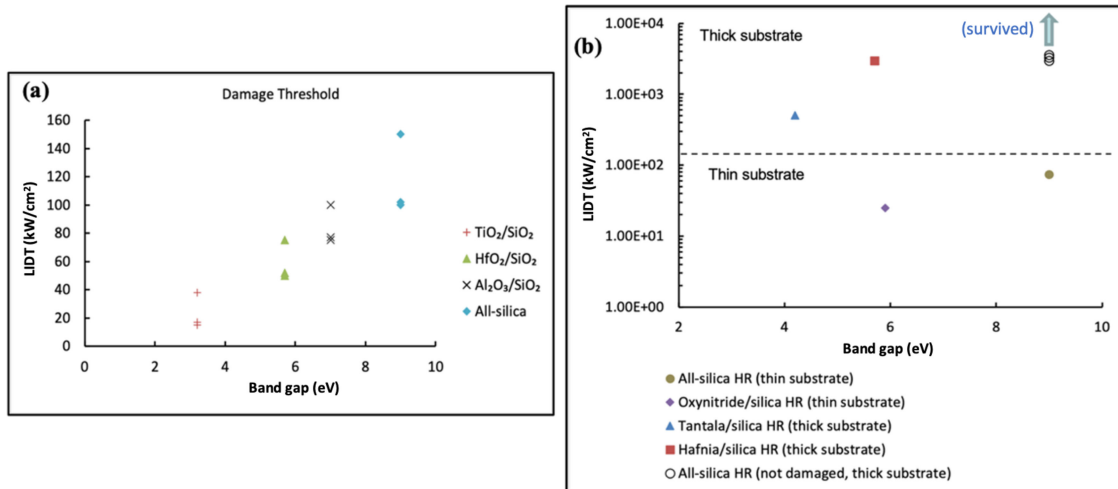 (a)
Damage Threshold
LIDT (kW/cm²)
160
140
120
100
80
60
40
20
0
0 2 4 6 8 10
Band gap (eV)
TiO₂/SiO₂
HfO₂/SiO₂
Al₂O₃/SiO₂
All-silica
(b)
LIDT (kW/cm²)
1.00E+04
1.00E+03
1.00E+02
1.00E+01
1.00E+00
Thick substrate
(survived)
Thin substrate
2 4 6 8 10
Band gap (eV)
All-silica HR (thin substrate)
Oxynitride/silica HR (thin substrate)
Tantala/silica HR (thick substrate)
Hafnia/silica HR (thick substrate)
All-silica HR (not damaged, thick substrate)